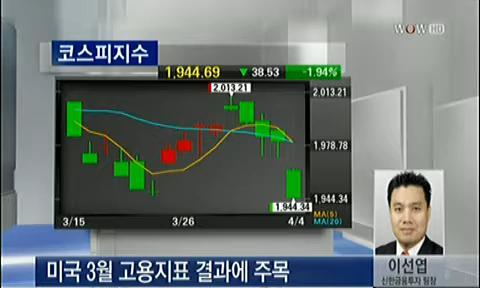 WOW HD
코스피지수
1,944.69 ▼ 38.53 -1.94%
2,013.21
2,013.21
1,978.78
1,944.34
1,944.34
MA(5)
MA(20)
3/15 3/26 4/4
이선엽
신한금융투자 팀장
미국 3월 고용지표 결과에 주목